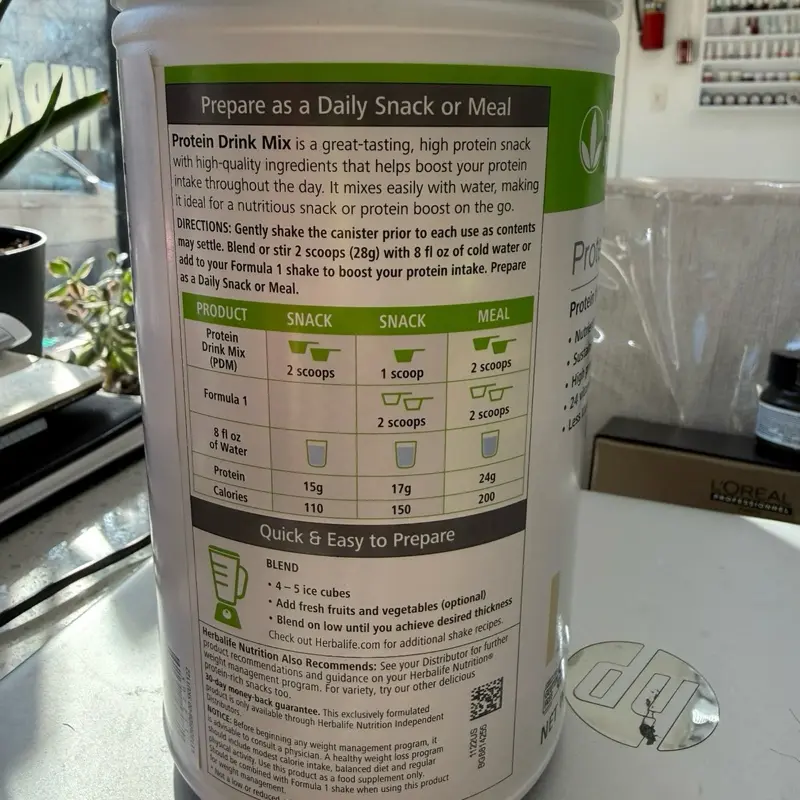 Prepare as a Daily Snack or Meal
Protein Drink Mix is a great-tasting, high protein snack
with high-quality ingredients that helps boost your protein
intake throughout the day. It mixes easily with water, making
it ideal for a nutritious snack or protein boost on the go.
DIRECTIONS: Gently shake the canister prior to each use as contents
may settle. Blend or stir 2 scoops (28g) with 8 fl oz of cold water or
add to your Formula 1 shake to boost your protein intake. Prepare
as a Daily Snack or Meal.
PRODUCT SNACK SNACK MEAL
Protein
Drink Mix
(PDM)
2 scoops 1 scoop 2 scoops
Formula 1
2 scoops 2 scoops
8 fl oz
of Water
Protein 15g 17g 24g
Calories 110 150 200
Quick & Easy to Prepare
BLEND
• 4–5 ice cubes
• Add fresh fruits and vegetables (optional)
• Blend on low until you achieve desired thickness
Check out Herbalife.com for additional shake recipes.
Herbalife Nutrition Also Recommends: See your Distributor for further
product recommendations and guidance on your Herbalife Nutrition®
weight management program. For variety, try our other delicious
protein-rich snacks too.
30-day money-back guarantee. This exclusively formulated
product is only available through Herbalife Nutrition Independent
Distributors.
NOTICE: Before beginning any weight management program, it
is advisable to consult a physician. A healthy weight loss program
should include modest calorie intake, balanced diet and regular
physical activity. Use this product as a food supplement only.
should be combined with Formula 1 shake when using this product
for weight management.
1122US
L'ORÉAL
PROFESSIONNEL
hp